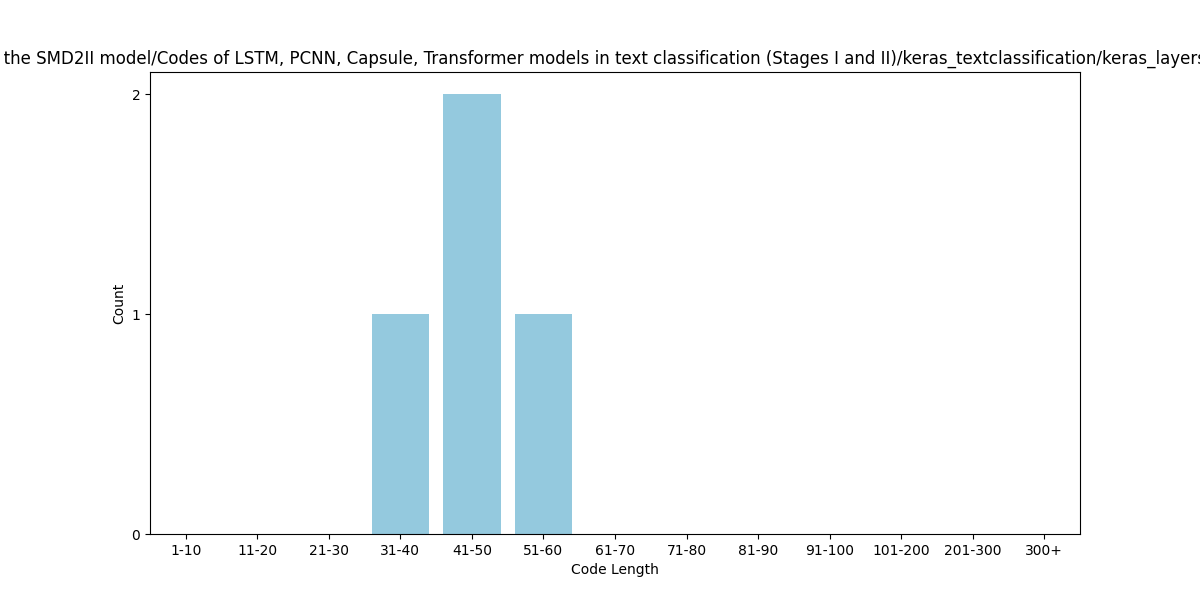 the SMD2II model/Codes of LSTM, PCNN, Capsule, Transformer models in text classification (Stages I and II)/keras_textclassification/keras_layers
2
1
0
Count
1-10 11-20 21-30 31-40 41-50 51-60 61-70 71-80 81-90 91-100 101-200 201-300 300+
Code Length